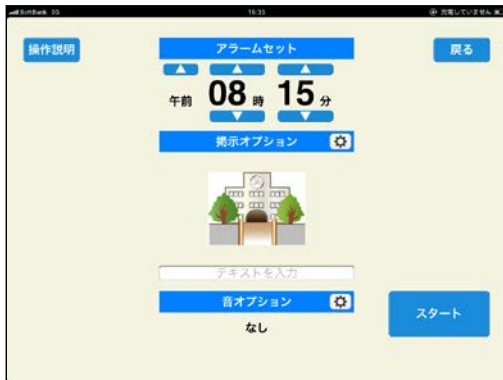 SoftBank 3G 16:35 充電していません
操作説明
アラームセット
戻る
午前 08 時 15 分
掲示オプション
テキストを入力
音オプション
なし
スタート